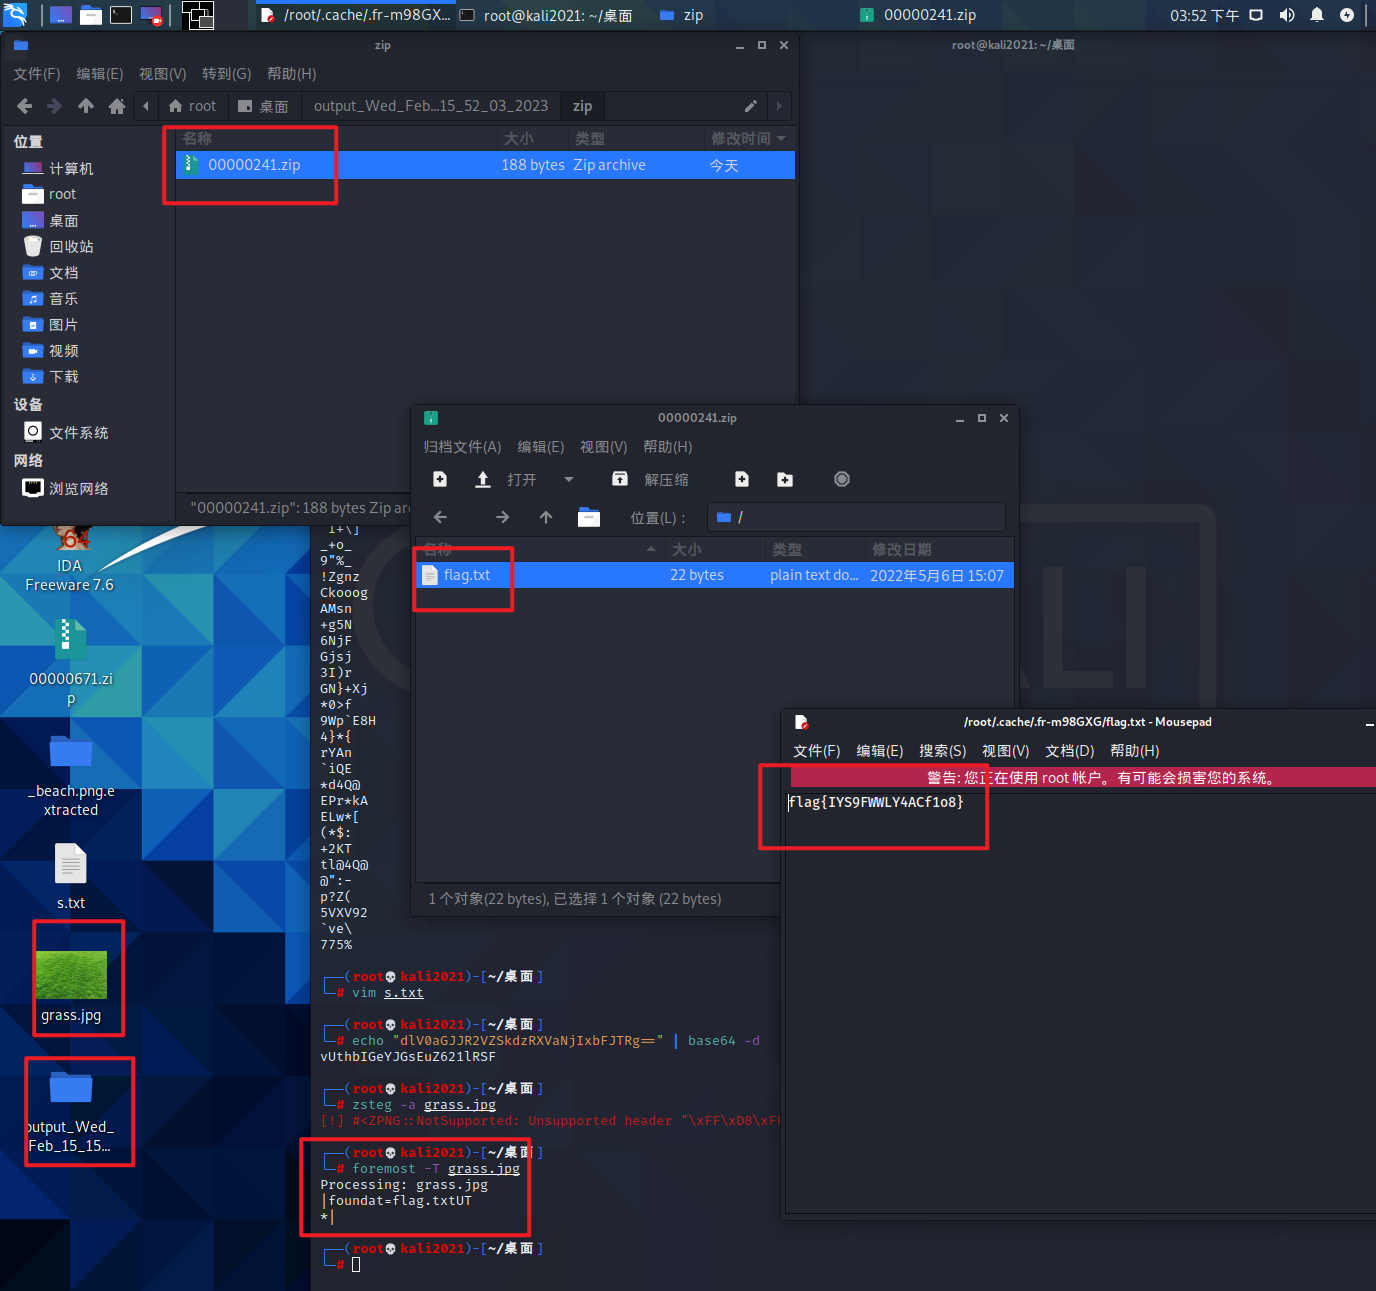 /root/.cache/.fr-m98GX...
root@kali2021: ~/桌面
zip
00000241.zip
03:52 下午
zip
文件(F) 编辑(E) 视图(V) 转到(G) 帮助(H)
root
桌面
output_Wed_Feb...15_52_03_2023
zip
位置
计算机
root
桌面
回收站
文档
音乐
图片
视频
下载
设备
文件系统
网络
浏览网络
名称 大小 类型 修改时间
00000241.zip 188 bytes Zip archive 今天
"00000241.zip": 188 bytes Zip ar
root@kali2021: ~/桌面
00000241.zip
归档文件(A) 编辑(E) 视图(V) 帮助(H)
打开
解压缩
位置(L)：
/
名称 大小 类型 修改日期
flag.txt 22 bytes plain text do... 2022年5月6日 15:07
1 个对象(22 bytes), 已选择 1 个对象 (22 bytes)
/root/.cache/.fr-m98GXG/flag.txt - Mousepad
文件(F) 编辑(E) 搜索(S) 视图(V) 文档(D) 帮助(H)
警告: 您正在使用 root 帐户。有可能会损害您的系统。
flag{IYS9FWWLY4ACf1o8}
64
IDA
Freeware 7.6
00000671.zi
p
_beach.png.e
xtracted
s.txt
grass.jpg
output_Wed_
Feb_15_15...
_+o_
9"%_
!Zgnz
Ckooog
AMsn
+g5N
6NjF
Gjsj
3I)r
GN}+Xj
*0>f
9Wp`E8H
4}*{
rYAn
`iQE
*d4Q@
EPr*kA
ELw*[
(*$:
+2KT
tl@4Q@
@":-
p?Z(
5VXV92
`ve\
775%
(root💀kali2021)-[~/桌面]
# vim s.txt
(root💀kali2021)-[~/桌面]
# echo "dlV0aGJJR2VZSkdzRXVaNjIxbFJTRg==" | base64 -d
vUthbIGeYJGsEuZ621lRSF
(root💀kali2021)-[~/桌面]
# zsteg -a grass.jpg
[!] #<ZPNG::NotSupported: Unsupported header "\xFF\xD8\xFF
(root💀kali2021)-[~/桌面]
# foremost -T grass.jpg
Processing: grass.jpg
|foundat=flag.txtUT
*|
(root💀kali2021)-[~/桌面]
#